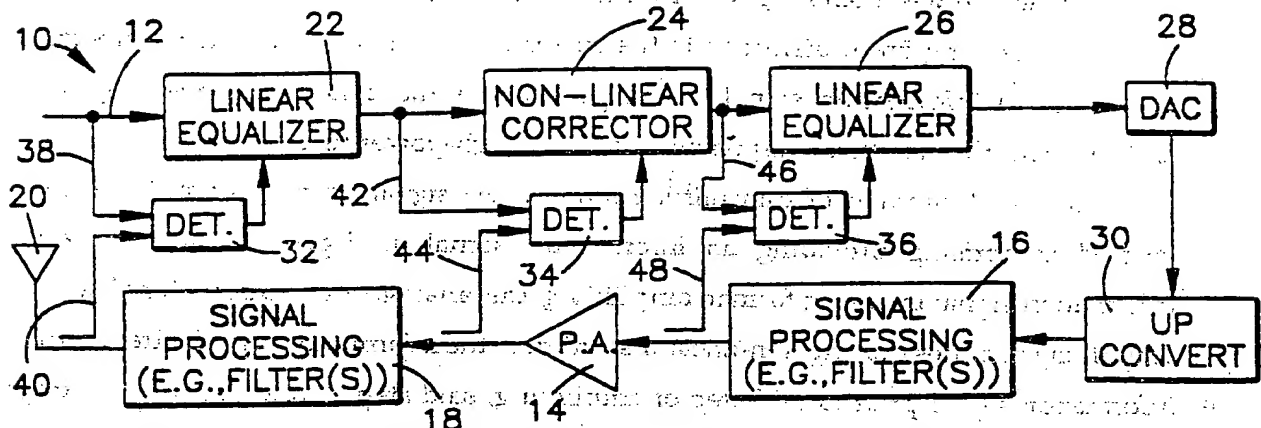 10
12
22
24
26
28
LINEAR
EQUALIZER
NON-LINEAR
CORRECTOR
LINEAR
EQUALIZER
DAC
38
42
46
20
DET.
32
44
DET.
34
48
DET.
36
16
30
40
SIGNAL
PROCESSING
(E.G.,FILTER(S))
18
P.A.
14
SIGNAL
PROCESSING
(E.G.,FILTER(S))
UP
CONVERT